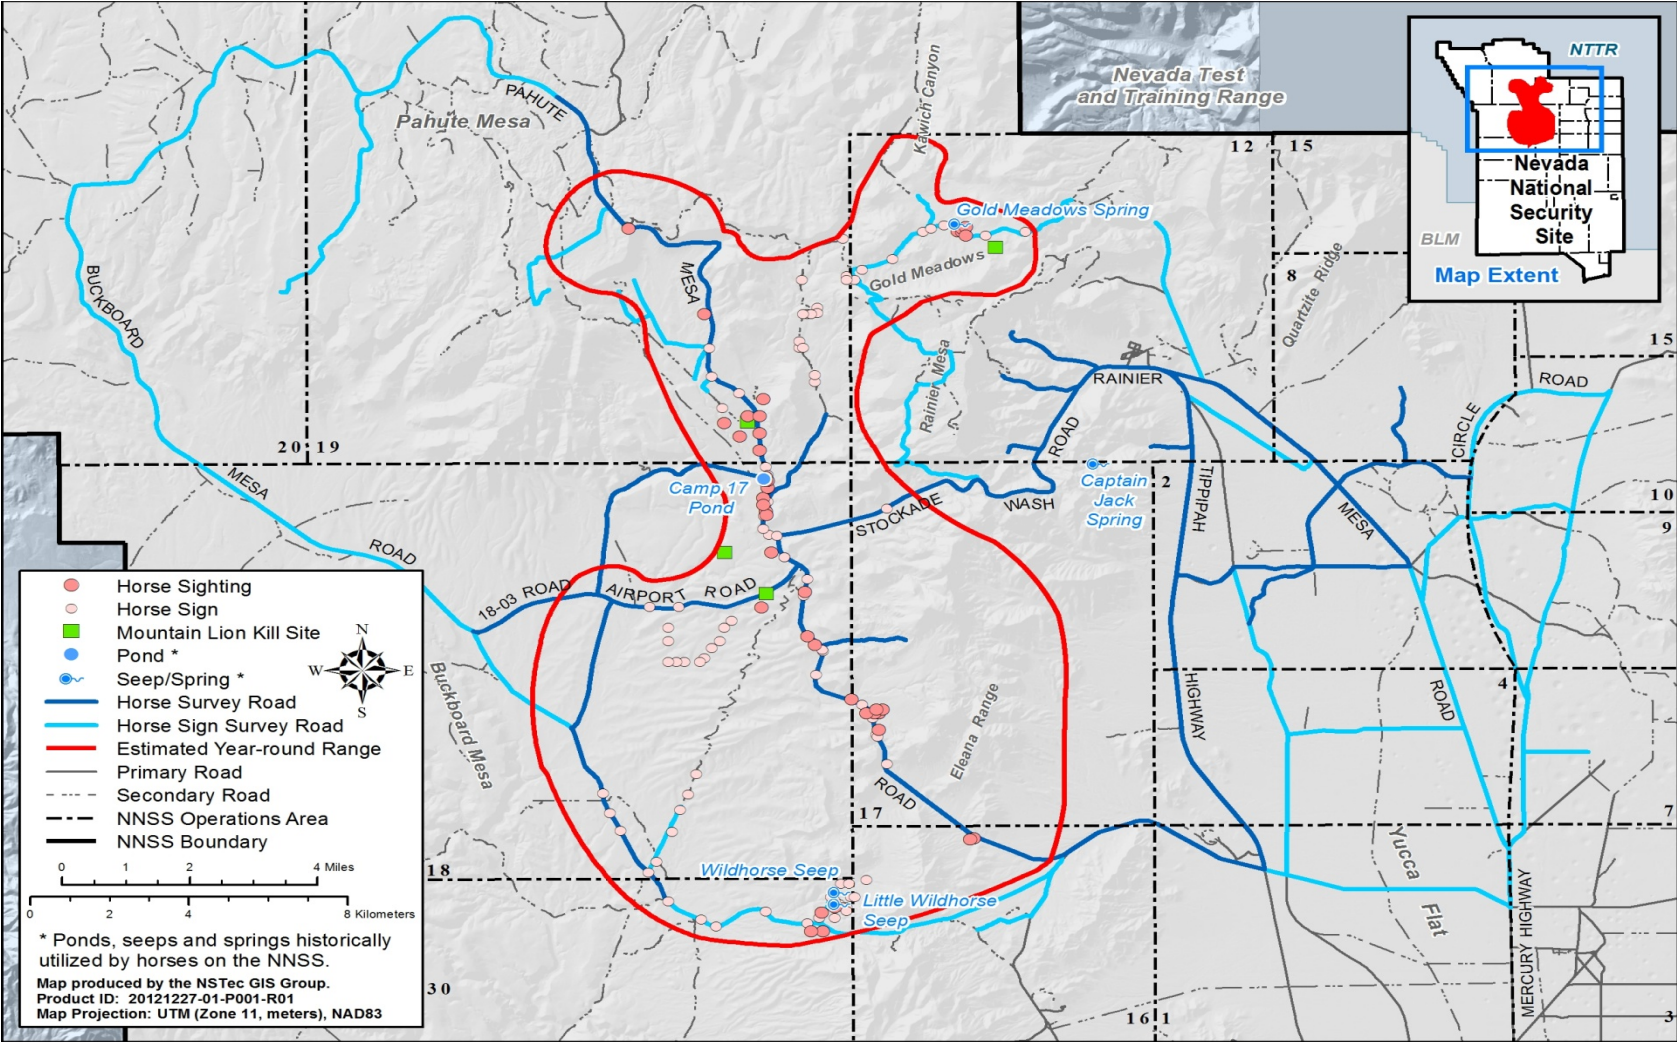 Nevada Test
and Training Range
NTTR
Nevada
National
Security
Site
BLM
Map Extent
Kawich Canyon
PAHUTE
Pahute Mesa
12
15
Gold Meadows Spring
Gold Meadows
8
Quartzite Ridge
MESA
BUCKBOARD
15
ROAD
RAINIER
Rainier Mesa
ROAD
CIRCLE
20
19
MESA
Camp 17
Pond
Captain
Jack
Spring
2
TIPPIPAH
10
9
STOCKADE
WASH
MESA
ROAD
18-03 ROAD
AIRPORT
ROAD
Buckboard Mesa
Eleana Range
HIGHWAY
ROAD
4
ROAD
17
7
Yucca
Flat
18
Wildhorse Seep
Little Wildhorse
Seep
MERCURY HIGHWAY
30
16
1
3
Horse Sighting
Horse Sign
Mountain Lion Kill Site
Pond *
Seep/Spring *
Horse Survey Road
Horse Sign Survey Road
Estimated Year-round Range
Primary Road
Secondary Road
NNSS Operations Area
NNSS Boundary
N
W
E
S
0 1 2 4 Miles
0 2 4 8 Kilometers
* Ponds, seeps and springs historically
utilized by horses on the NNSS.
Map produced by the NSTec GIS Group.
Product ID: 20121227-01-P001-R01
Map Projection: UTM (Zone 11, meters), NAD83